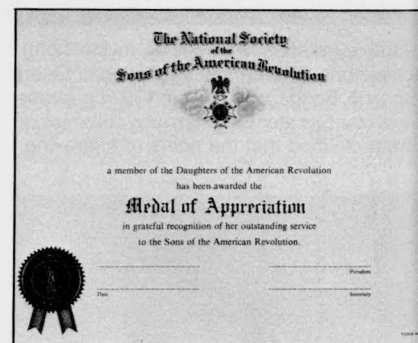 The National Society
of the
Sons of the American Revolution
a member of the Daughters of the American Revolution
has been awarded the
Medal of Appreciation
in grateful recognition of her outstanding service
to the Sons of the American Revolution.
President
Date
Secretary